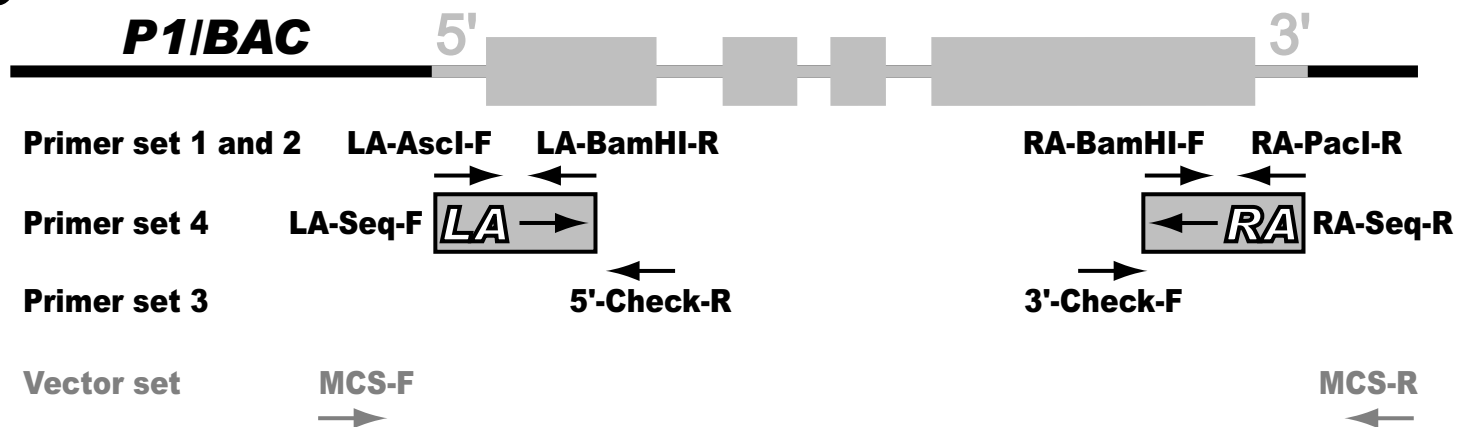 P1/BAC 5' 3'
Primer set 1 and 2 LA-AscI-F LA-BamHI-R RA-BamHI-F RA-PacI-R
Primer set 4 LA-Seq-F LA RA RA-Seq-R
Primer set 3 5'-Check-R 3'-Check-F
Vector set MCS-F MCS-R